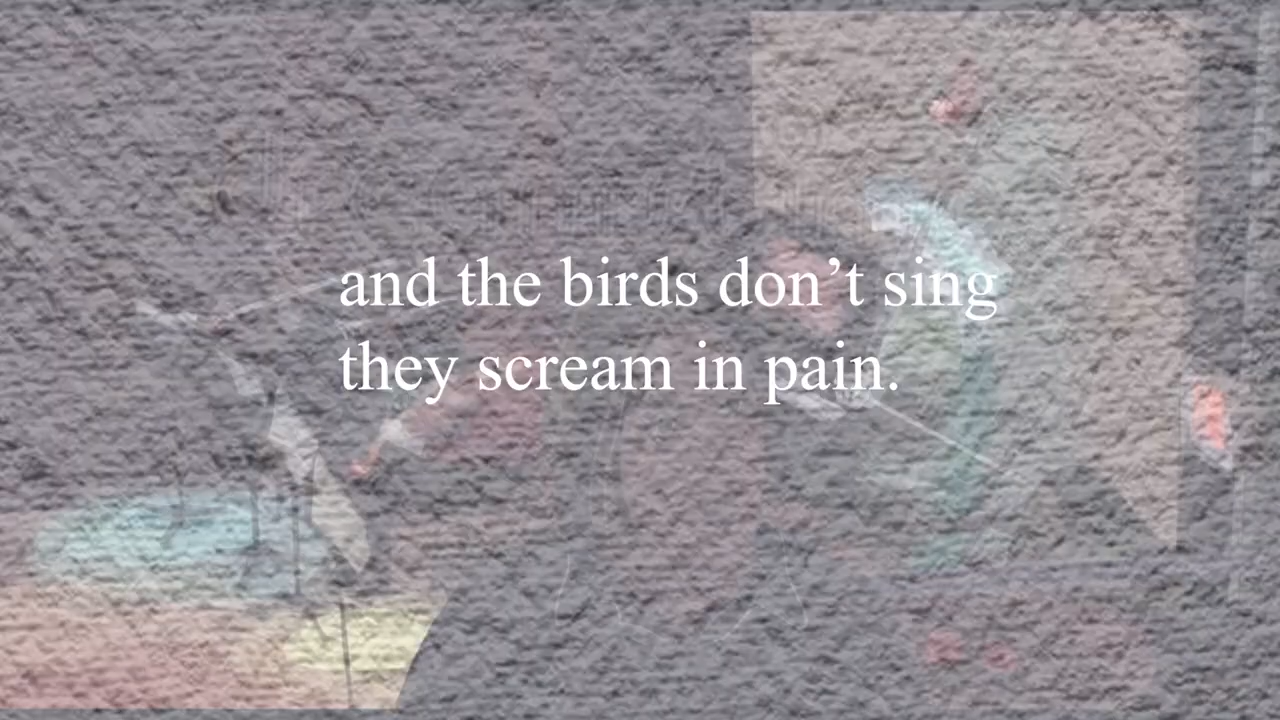 and the birds don’t sing
they scream in pain.